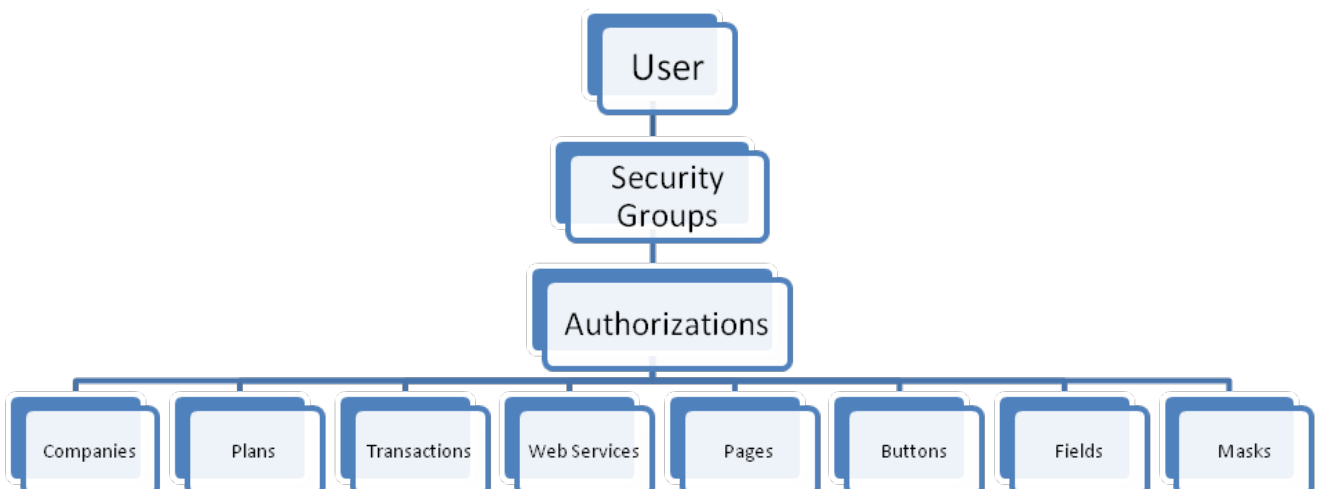 User
Security
Groups
Authorizations
Companies
Plans
Transactions
Web Services
Pages
Buttons
Fields
Masks